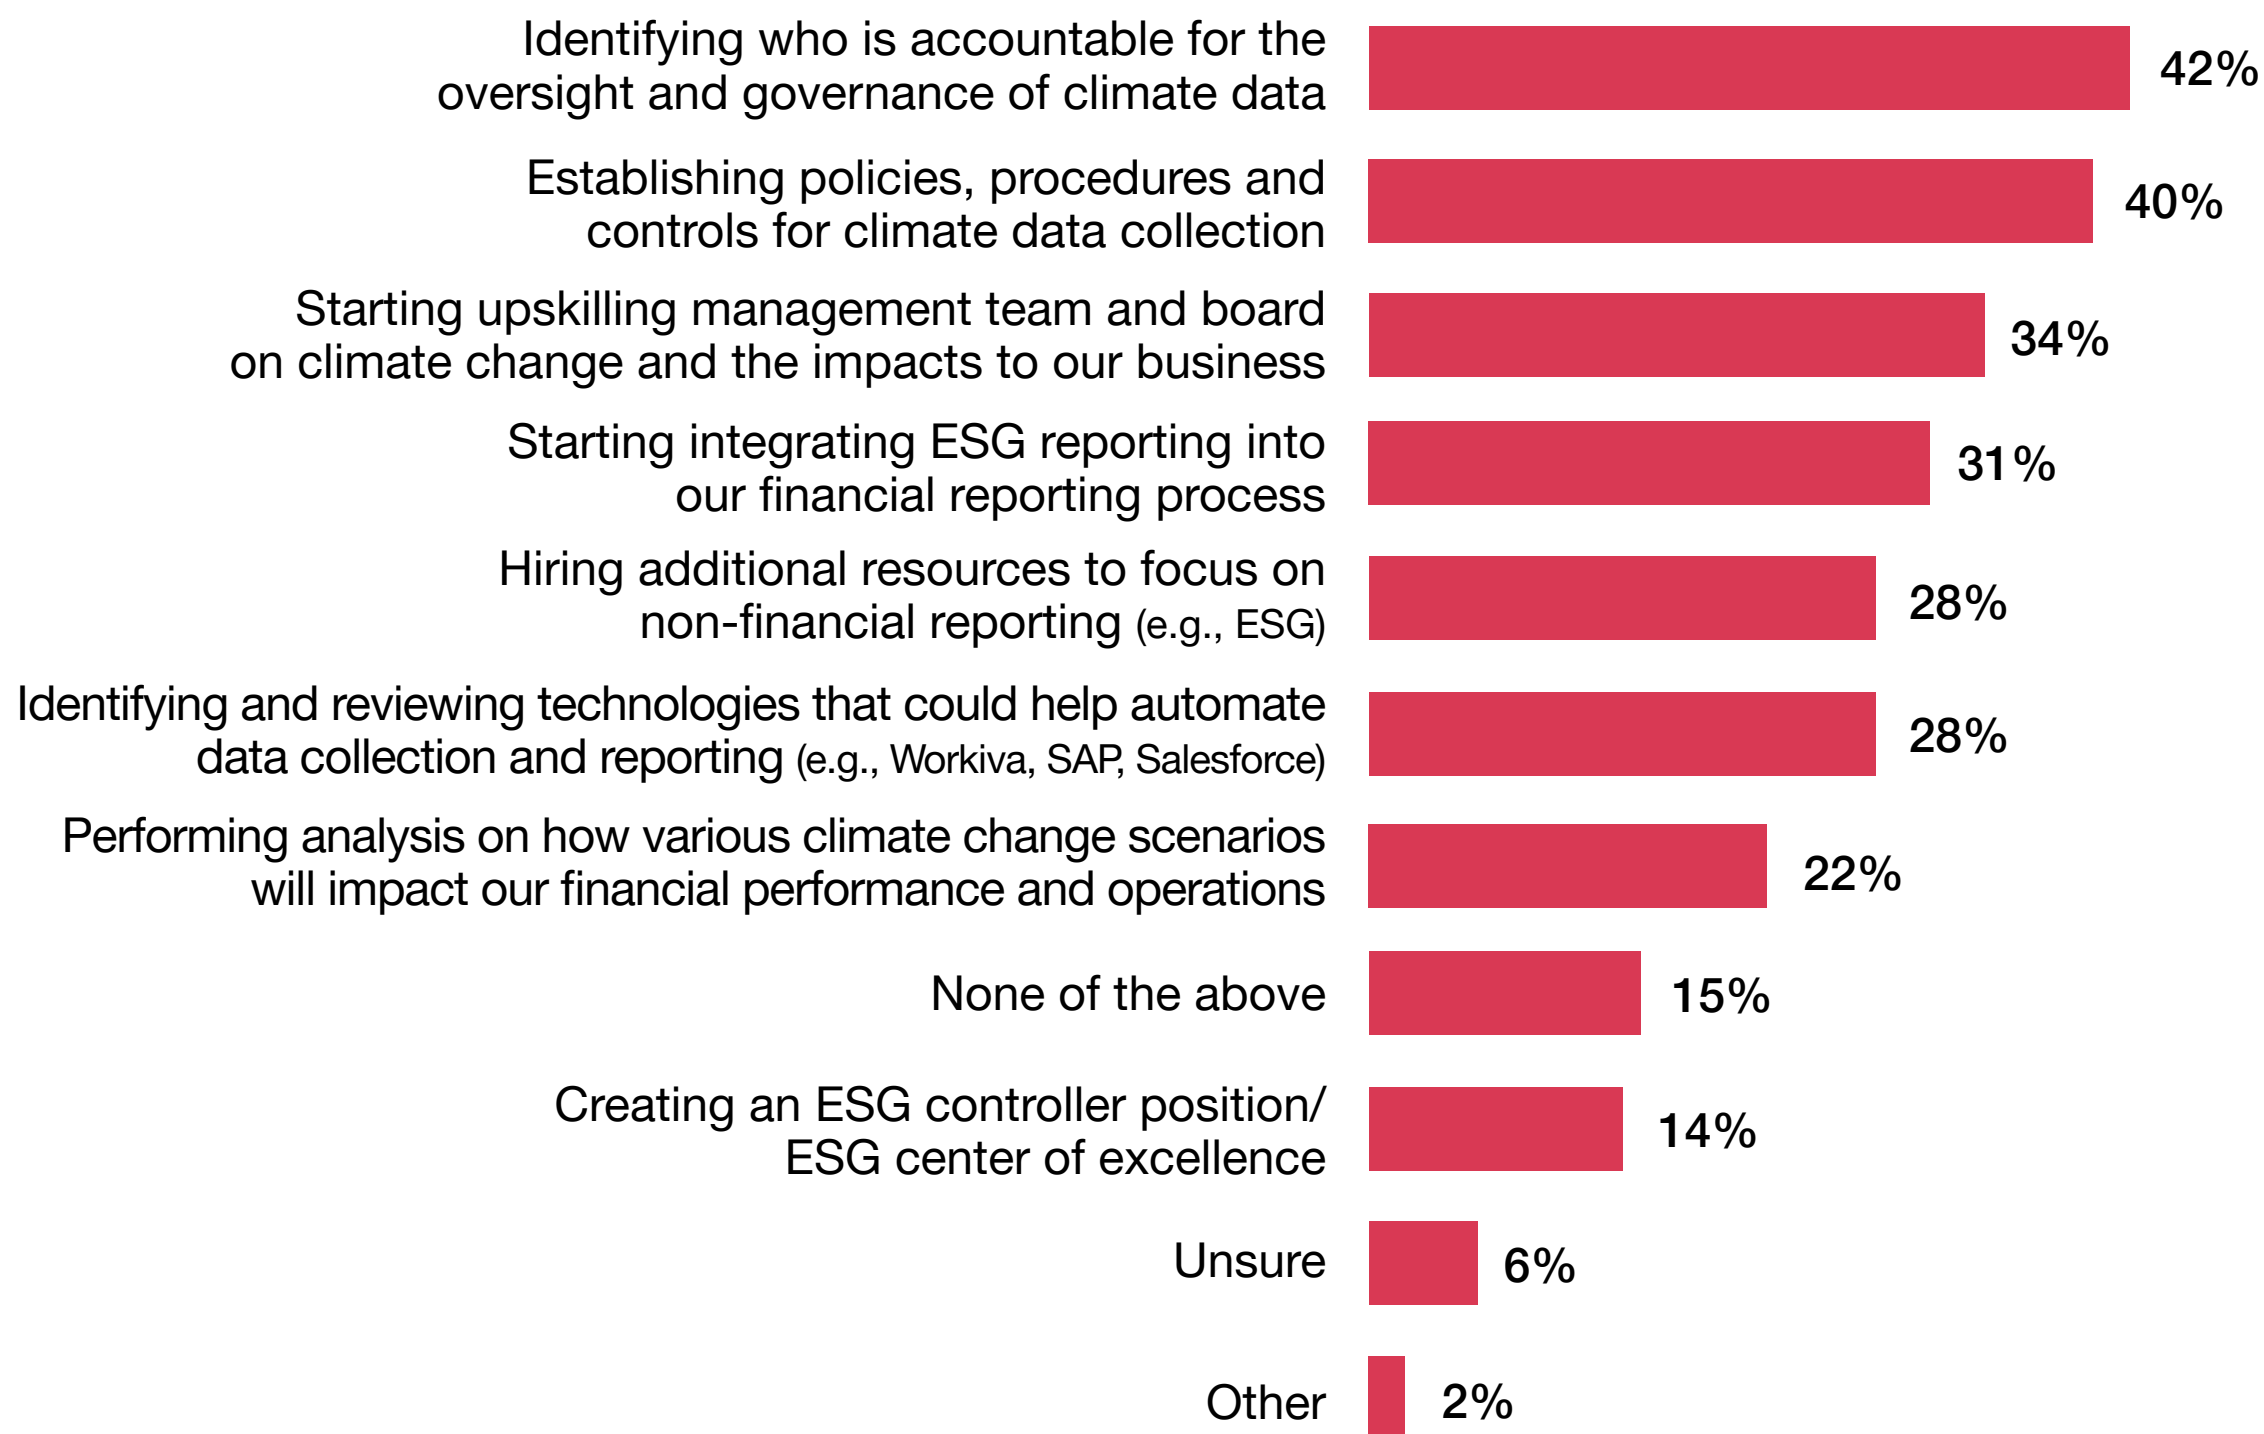 Identifying who is accountable for the
oversight and governance of climate data
42%
Establishing policies, procedures and
controls for climate data collection
40%
Starting upskilling management team and board
on climate change and the impacts to our business
34%
Starting integrating ESG reporting into
our financial reporting process
31%
Hiring additional resources to focus on
non-financial reporting (e.g., ESG)
28%
Identifying and reviewing technologies that could help automate
data collection and reporting (e.g., Workiva, SAP, Salesforce)
28%
Performing analysis on how various climate change scenarios
will impact our financial performance and operations
22%
None of the above
15%
Creating an ESG controller position/
ESG center of excellence
14%
Unsure
6%
Other
2%